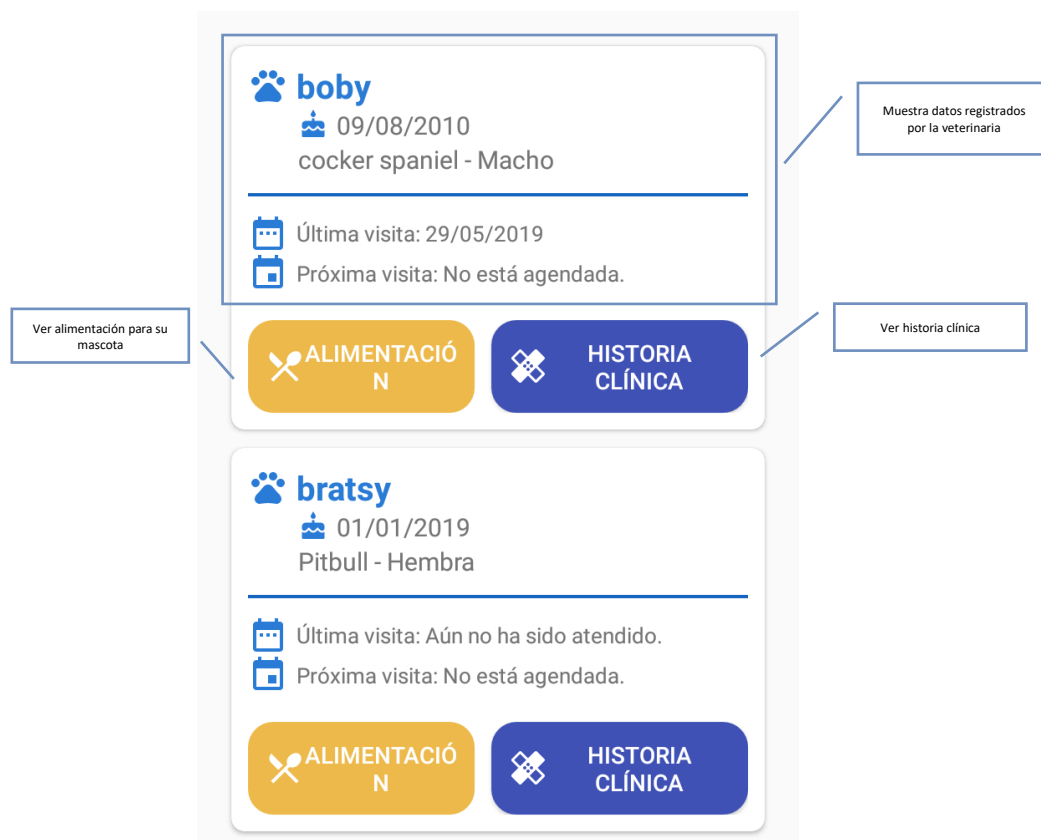 boby
09/08/2010
cocker spaniel - Macho
Muestra datos registrados
por la veterinaria
Última visita: 29/05/2019
Próxima visita: No está agendada.
Ver alimentación para su
mascota
Ver historia clínica
ALIMENTACIÓ
N
HISTORIA
CLÍNICA
bratsy
01/01/2019
Pitbull - Hembra
Última visita: Aún no ha sido atendido.
Próxima visita: No está agendada.
ALIMENTACIÓ
N
HISTORIA
CLÍNICA